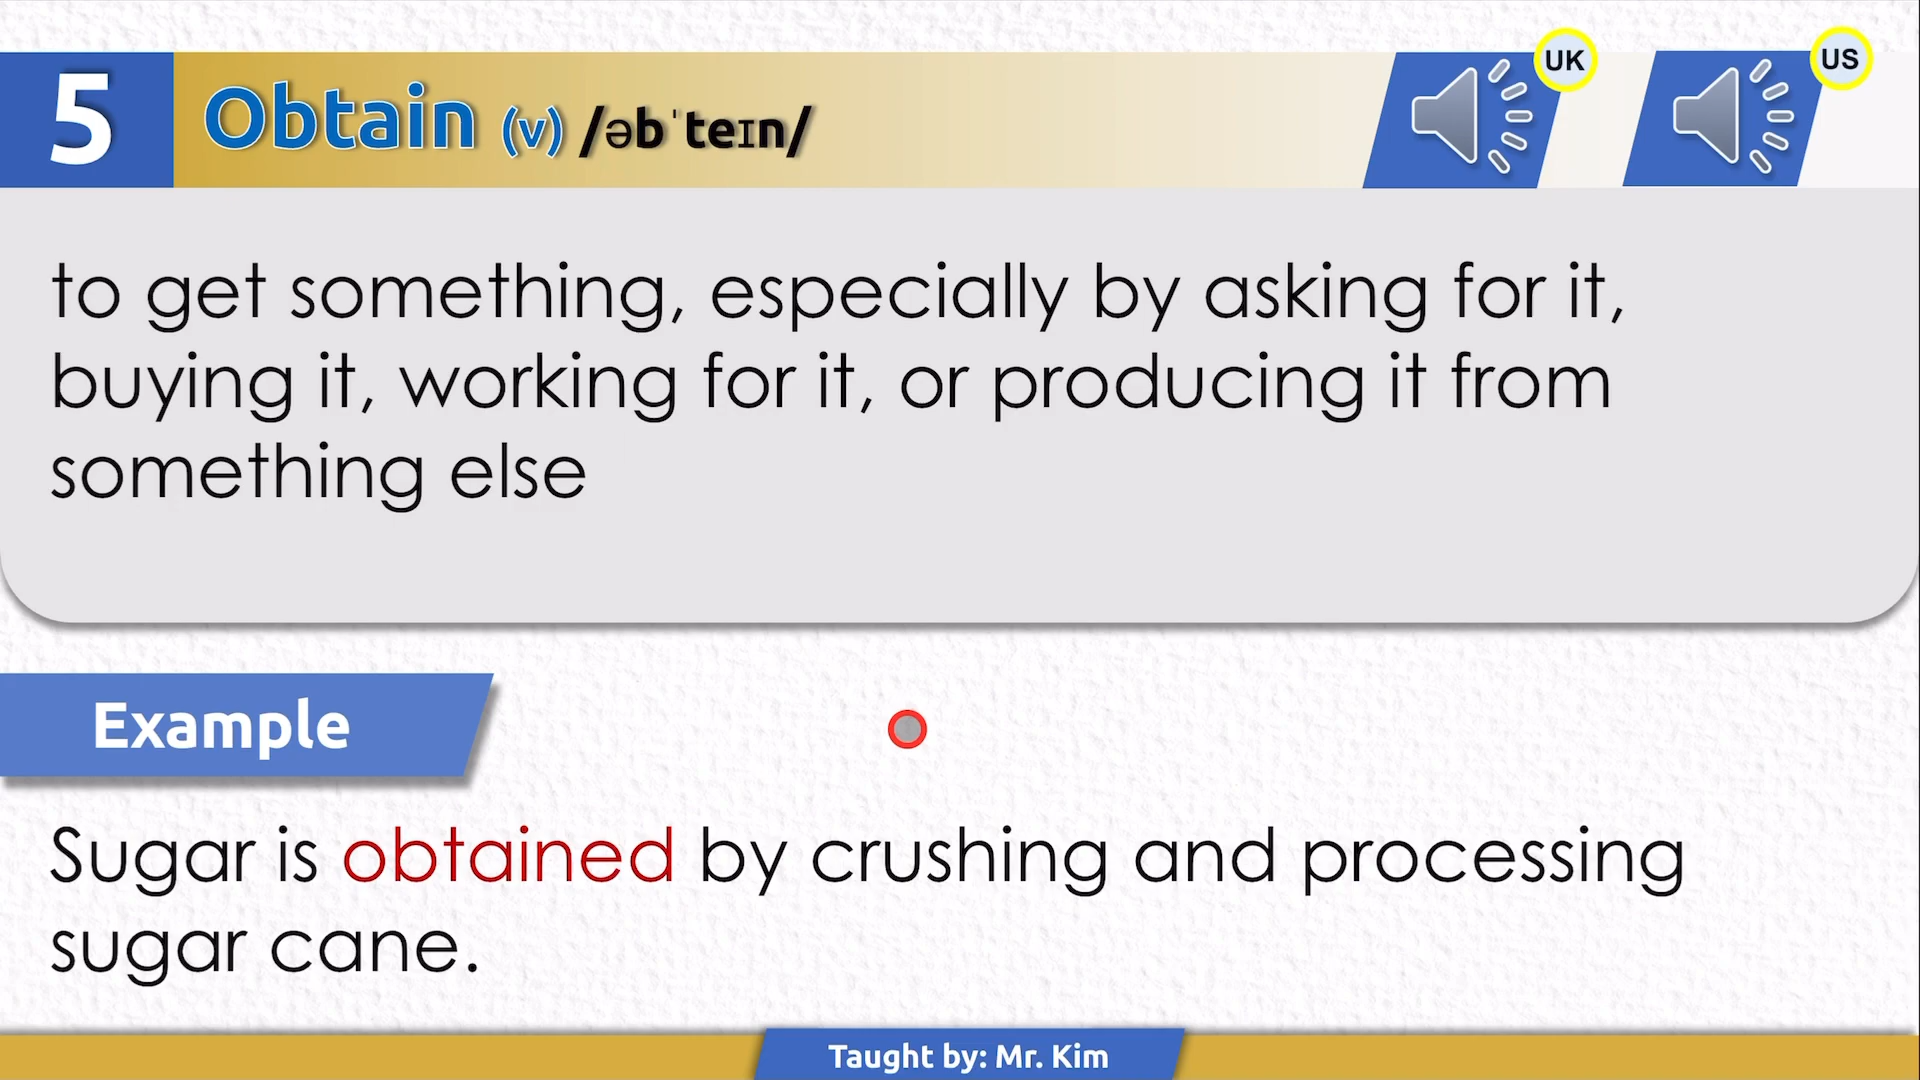 5 Obtain (v) /əbˈteɪn/ UK US
to get something, especially by asking for it,
buying it, working for it, or producing it from
something else
Example
Sugar is obtained by crushing and processing
sugar cane.
Taught by: Mr. Kim